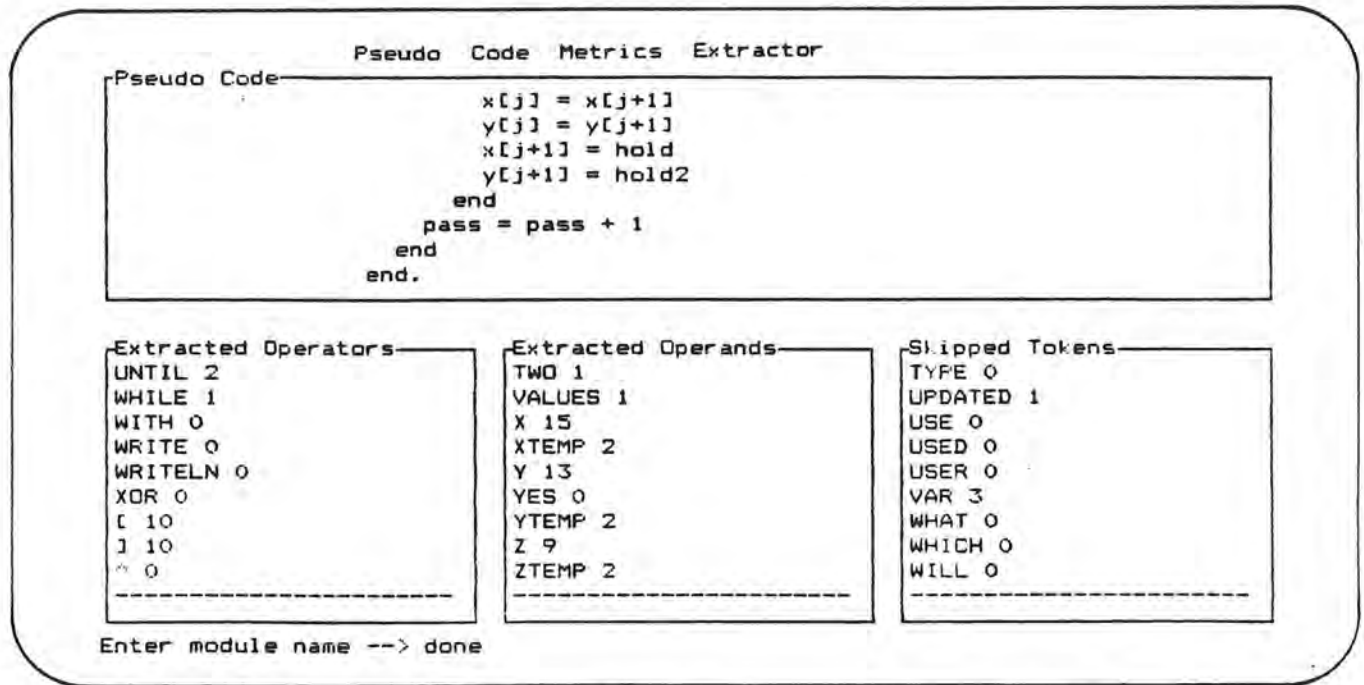 Pseudo Code Metrics Extractor
Pseudo Code
x[j] = x[j+1]
y[j] = y[j+1]
x[j+1] = hold
y[j+1] = hold2
end
pass = pass + 1
end
end.
Extracted Operators
UNTIL 2
WHILE 1
WITH 0
WRITE 0
WRITELN 0
XOR 0
[ 10
] 10
^ 0
Extracted Operands
TWO 1
VALUES 1
X 15
XTEMP 2
Y 13
YES 0
YTEMP 2
Z 9
ZTEMP 2
Skipped Tokens
TYPE 0
UPDATED 1
USE 0
USED 0
USER 0
VAR 3
WHAT 0
WHICH 0
WILL 0
Enter module name --> done